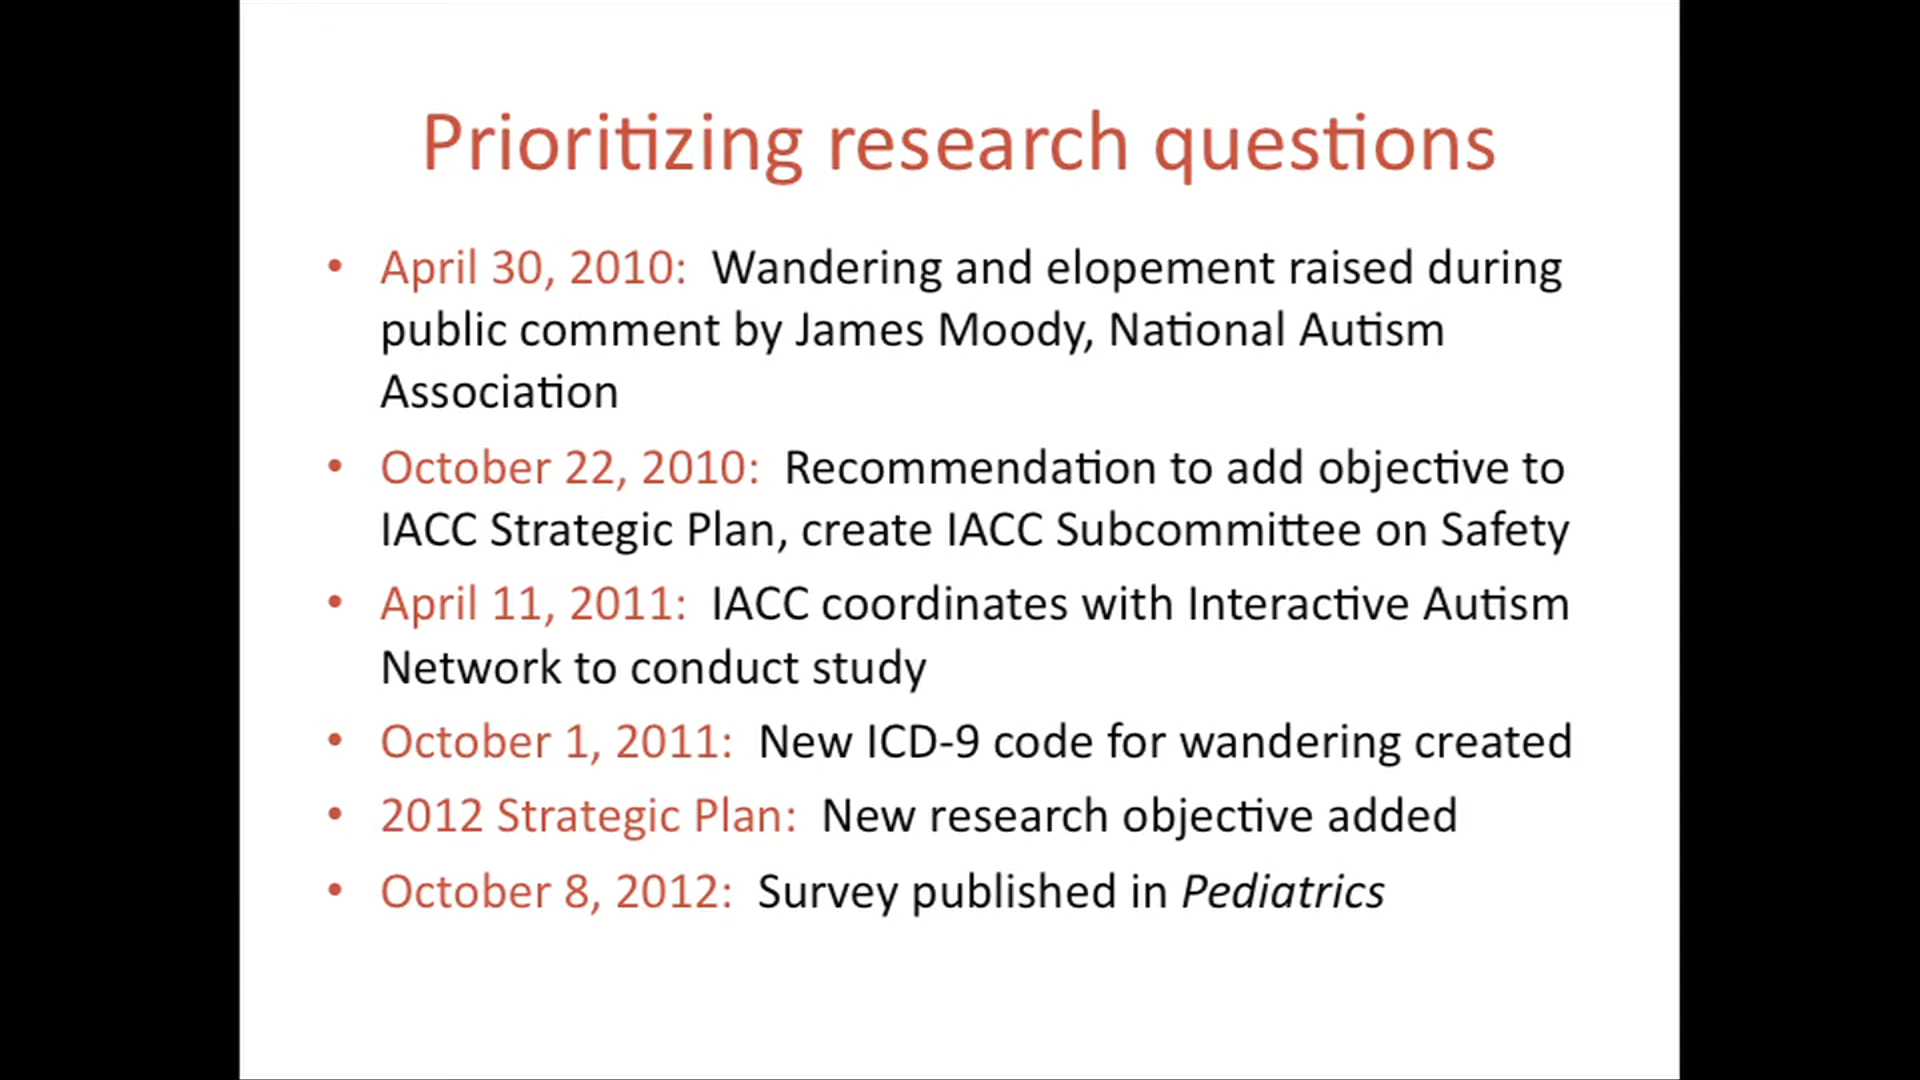 Prioritizing research questions
• April 30, 2010: Wandering and elopement raised during
public comment by James Moody, National Autism
Association
• October 22, 2010: Recommendation to add objective to
IACC Strategic Plan, create IACC Subcommittee on Safety
• April 11, 2011: IACC coordinates with Interactive Autism
Network to conduct study
• October 1, 2011: New ICD-9 code for wandering created
• 2012 Strategic Plan: New research objective added
• October 8, 2012: Survey published in Pediatrics